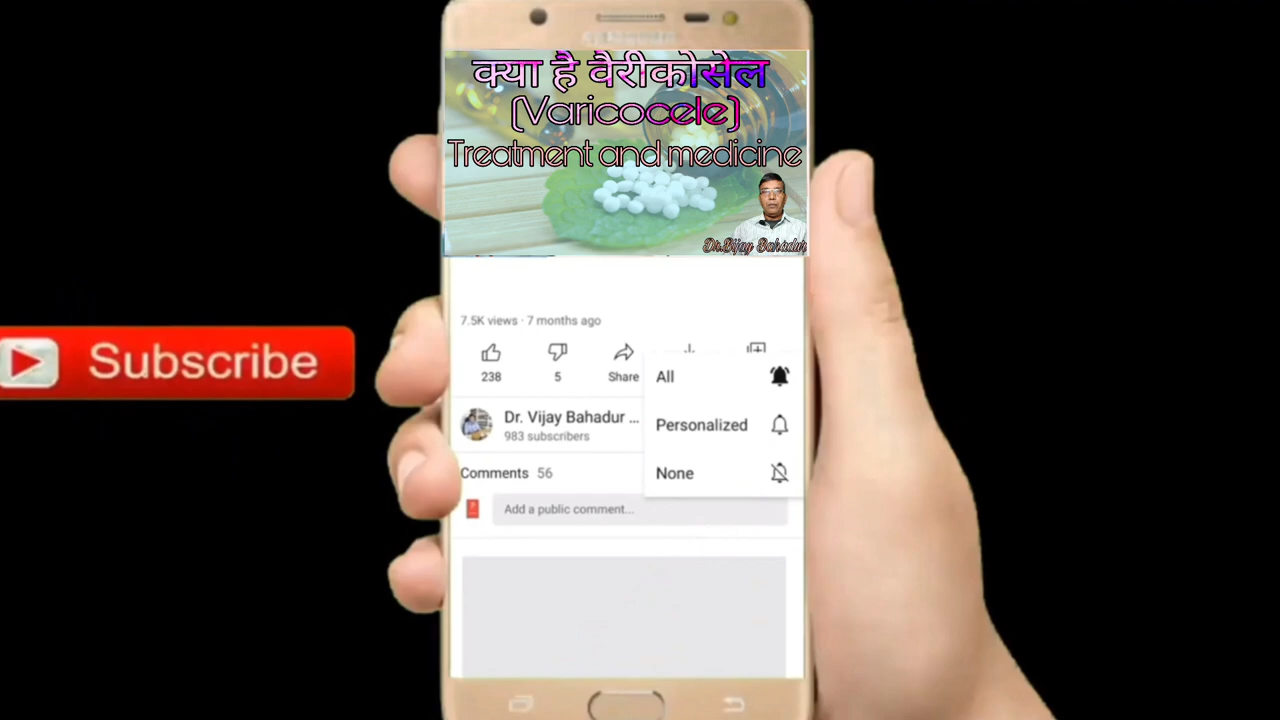 क्या है वैरीकोसेल
(Varicocele)
Treatment and medicine
Dr.Bijay Bahadur
7.5K views · 7 months ago
238
5
Share
All
Personalized
None
Dr. Vijay Bahadur ...
983 subscribers
Comments 56
Add a public comment...
Subscribe